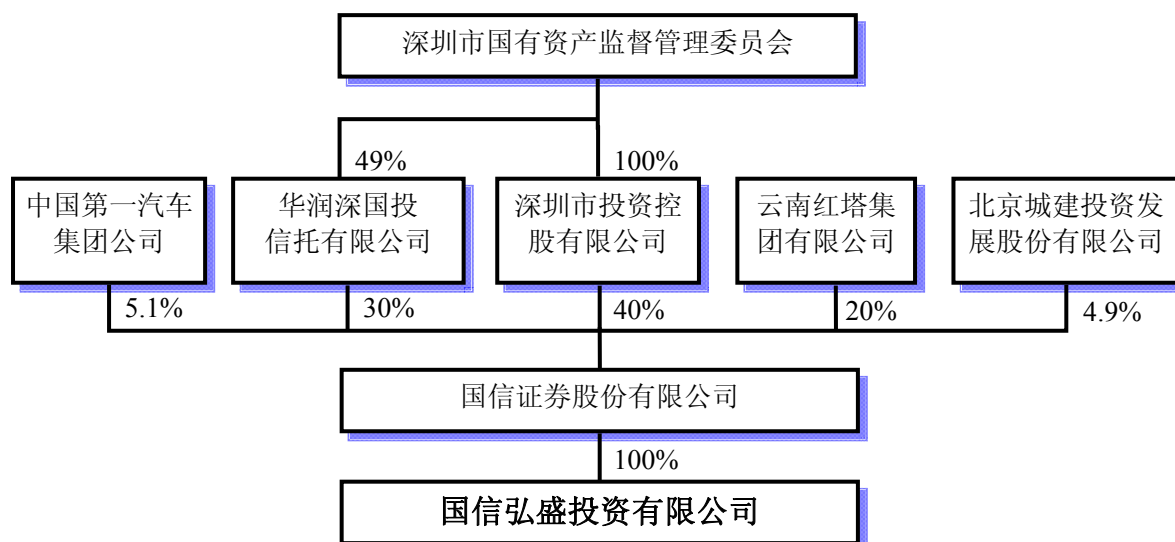 深圳市国有资产监督管理委员会
49%
100%
中国第一汽车
集团公司
华润深国投
信托有限公司
深圳市投资控
股有限公司
云南红塔集
团有限公司
北京城建投资发
展股份有限公司
5.1%
30%
40%
20%
4.9%
国信证券股份有限公司
100%
国信弘盛投资有限公司